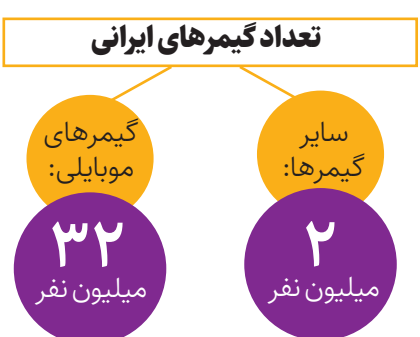 تعداد گیمرهای ایرانی
سایر
گیمرها:
۲
میلیون نفر
گیمرهای
موبایلی:
۳۲
میلیون نفر